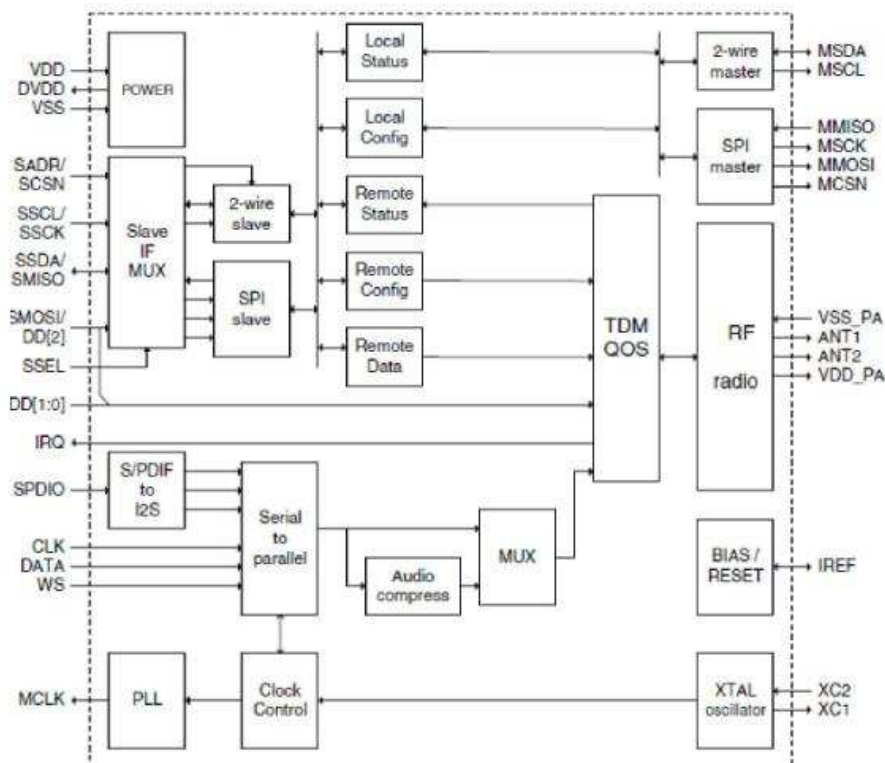 VDD
DVDD
VSS
POWER
SADR/
SCSN
SSCL/
SSCK
SSDA/
SMISO
SMOSI/
DD[2]
SSEL
DD[1:0]
IRQ
SPDIO
CLK
DATA
WS
MCLK
Slave
IF
MUX
2-wire
slave
SPI
slave
S/PDIF
to
I2S
Serial
to
parallel
PLL
Clock
Control
Local
Status
Local
Config
Remote
Status
Remote
Config
Remote
Data
Audio
compress
MUX
TDM
QOS
2-wire
master
SPI
master
RF
radio
BIAS /
RESET
XTAL
oscillator
MSDA
MSCL
MMISO
MSCK
MMOSI
MCSN
VSS_PA
ANT1
ANT2
VDD_PA
IREF
XC2
XC1